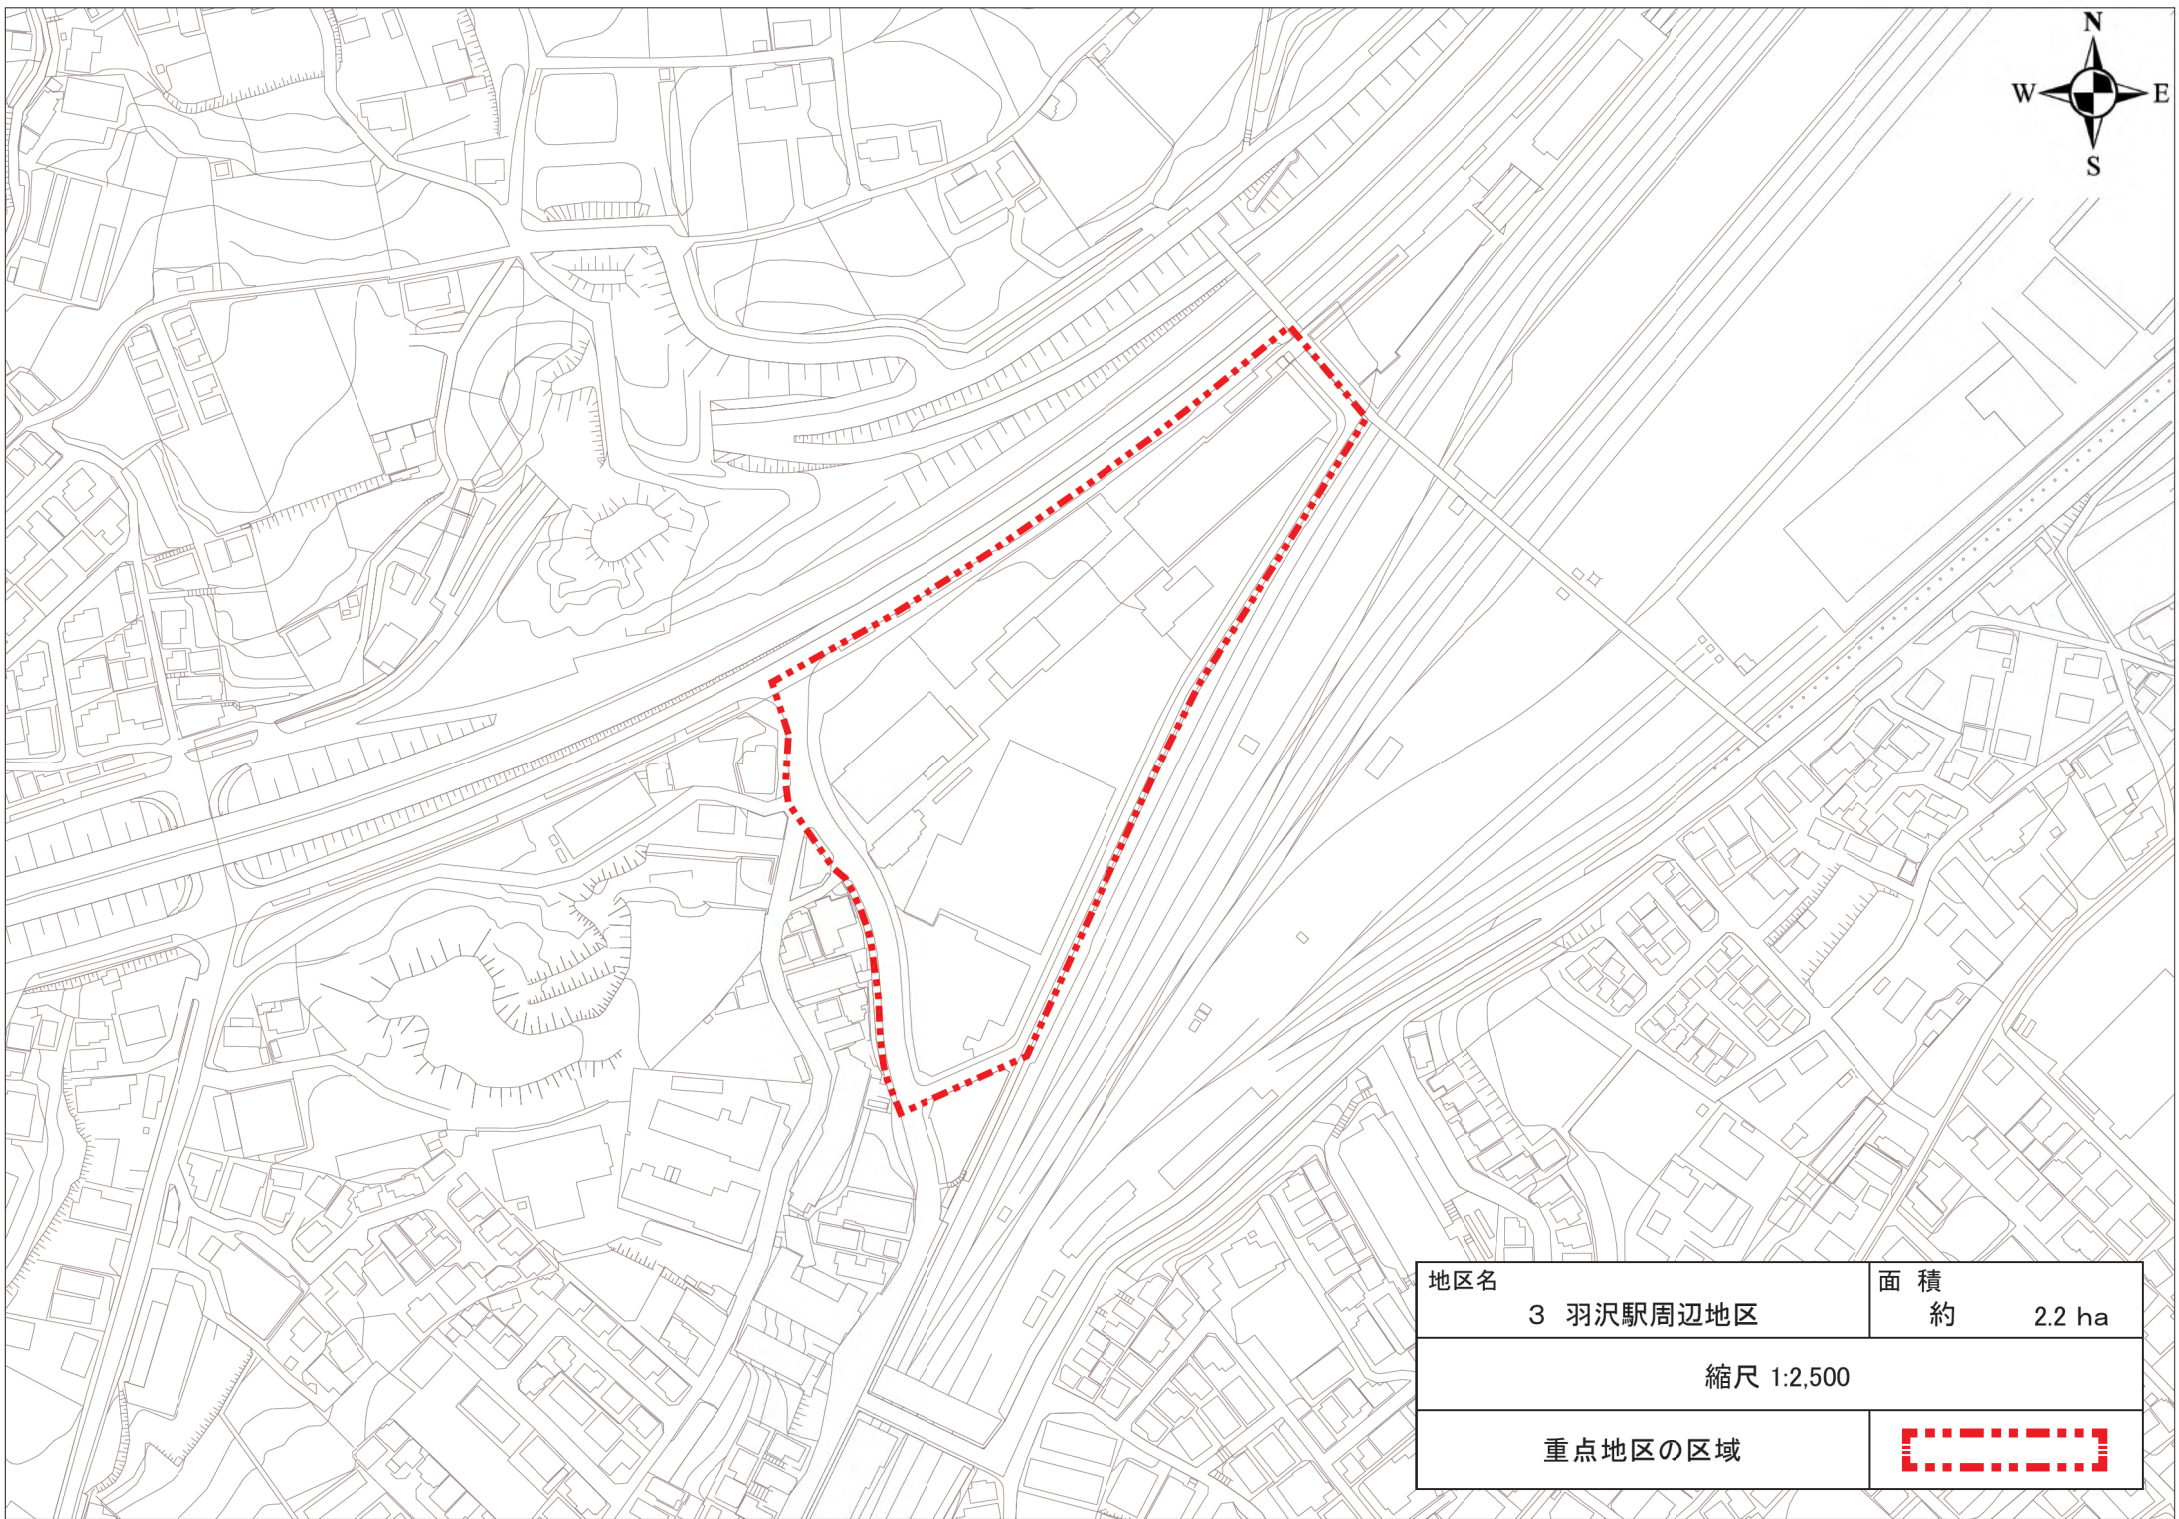 N
W E
S
地区名
３ 羽沢駅周辺地区
面 積
約 2.2 ha
縮尺 1:2,500
重点地区の区域